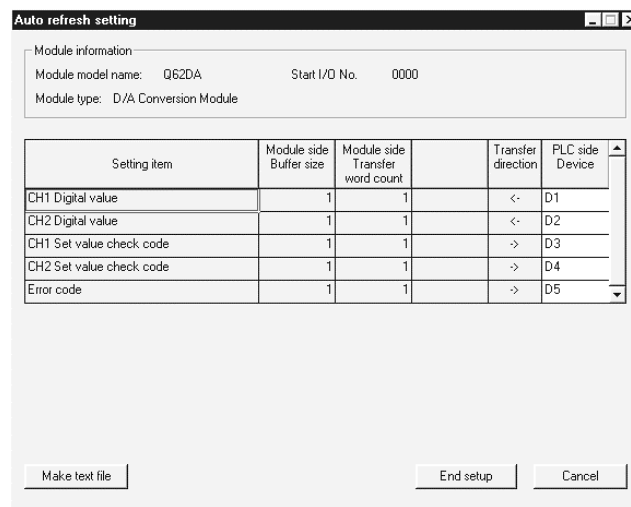 Auto refresh setting
Module information
Module model name: Q62DA Start I/O No. 0000
Module type: D/A Conversion Module
Setting item Module side Buffer size Module side Transfer word count Transfer direction PLC side Device
CH1 Digital value 1 1 <- D1
CH2 Digital value 1 1 <- D2
CH1 Set value check code 1 1 -> D3
CH2 Set value check code 1 1 -> D4
Error code 1 1 -> D5
Make text file End setup Cancel